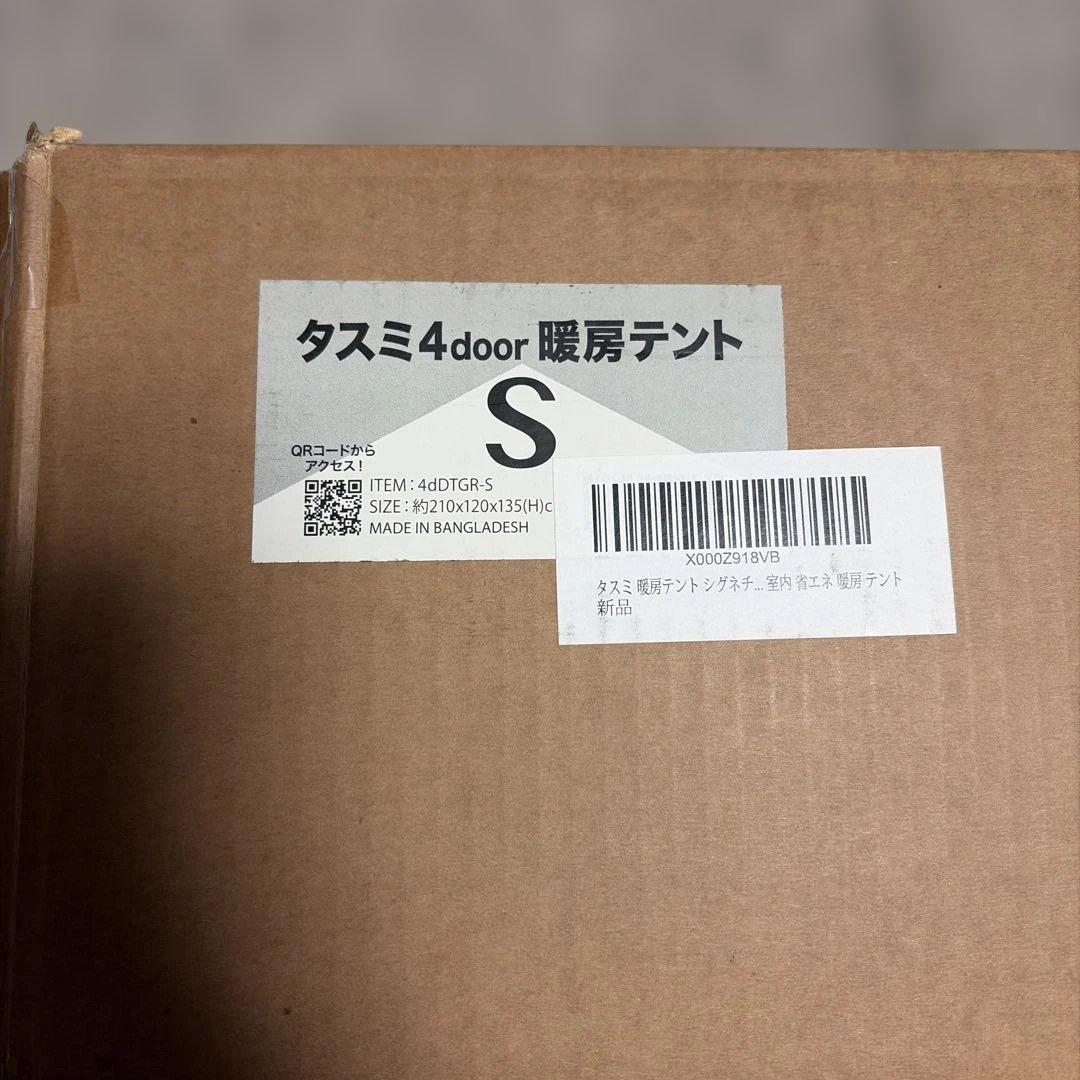 タスミ4door 暖房テント
S
QRコードから
アクセス!
ITEM：4dDTGR-S
SIZE：約210x120x135(H)c
MADE IN BANGLADESH
X000Z918VB
タスミ 暖房テント シグネチ... 室内 省エネ 暖房 テント
新品